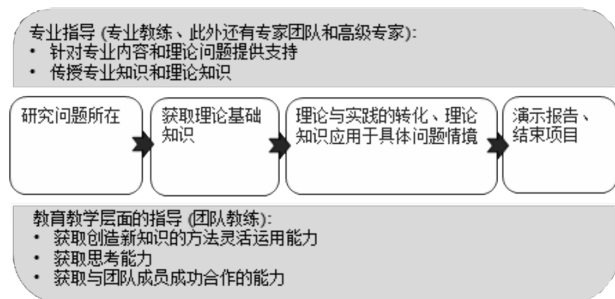 专业指导 (专业教练、此外还有专家团队和高级专家):
• 针对专业内容和理论问题提供支持
• 传授专业知识和理论知识
研究问题所在
获取理论基础
知识
理论与实践的转化、理论
知识应用于具体问题情境
演示报告、
结束项目
教育教学层面的指导 (团队教练):
• 获取创造新知识的方法灵活运用能力
• 获取思考能力
• 获取与团队成员成功合作的能力